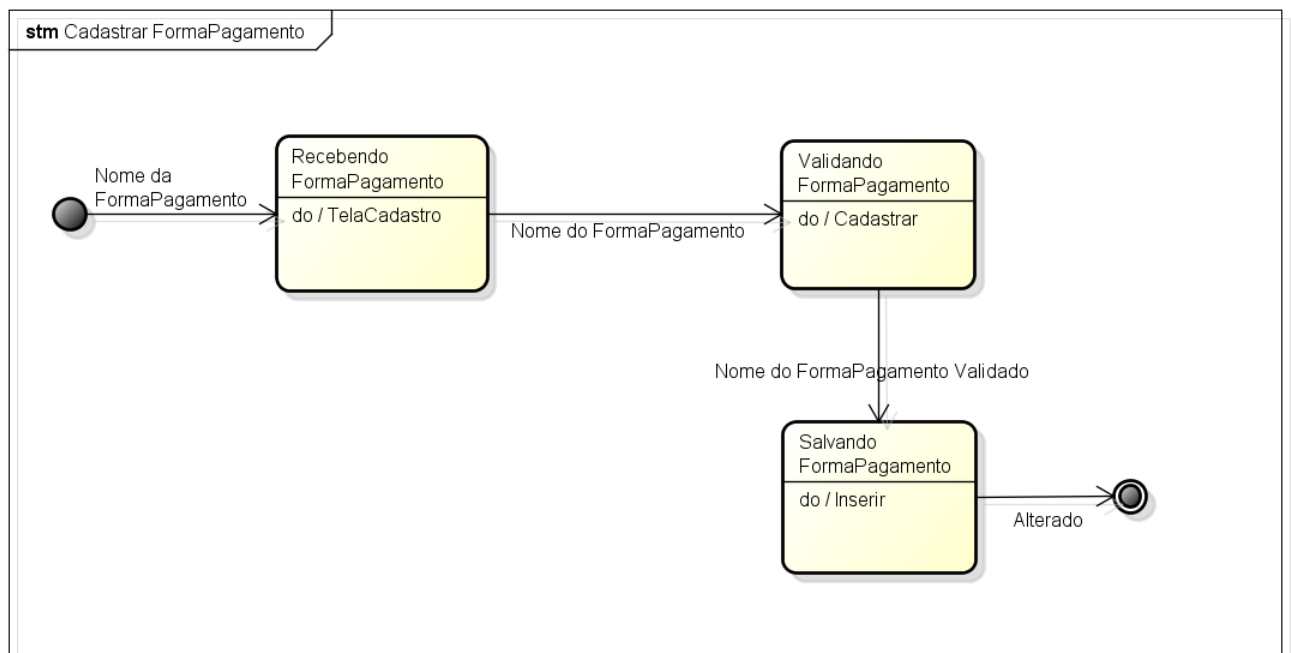 stm Cadastrar FormaPagamento
Nome da
FormaPagamento
Recebendo
FormaPagamento
do / TelaCadastro
Nome do FormaPagamento
Validando
FormaPagamento
do / Cadastrar
Nome do FormaPagamento Validado
Salvando
FormaPagamento
do / Inserir
Alterado